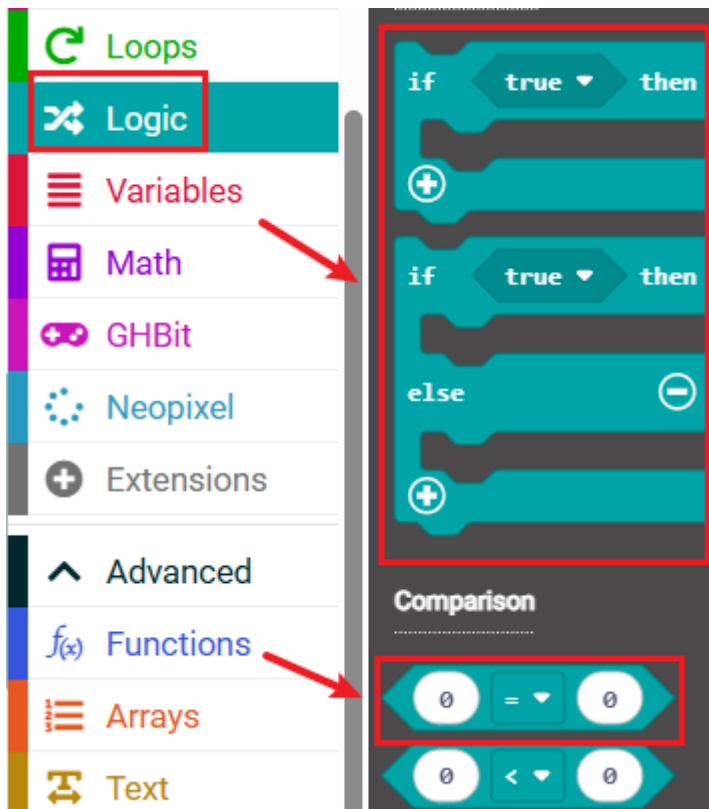 Loops
Logic
Variables
Math
GHBit
Neopixel
Extensions
Advanced
f(x) Functions
Arrays
Text
if true then
if true then
else
Comparison
0 = 0
0 < 0